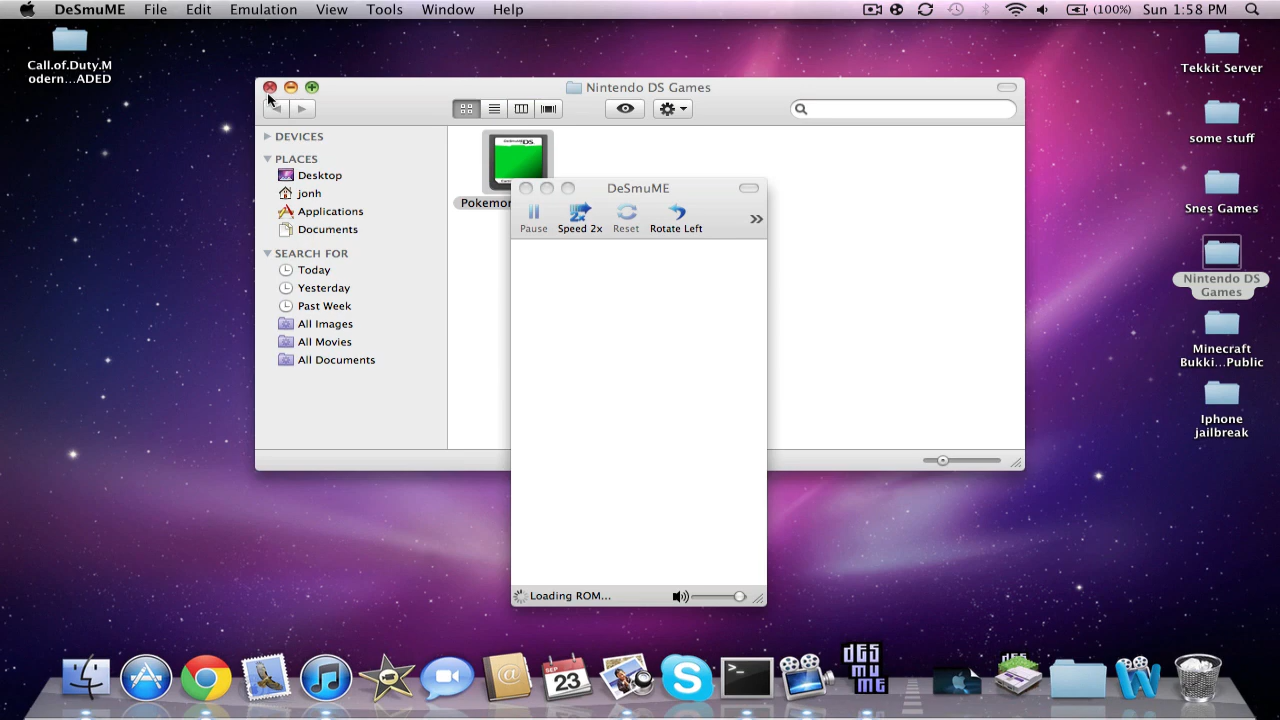 DeSmuME File Edit Emulation View Tools Window Help (100%) Sun 1:58 PM
Call.of.Duty.M
odern...ADED
Tekkit Server
some stuff
Snes Games
Nintendo DS
Games
Minecraft
Bukki...Public
Iphone
jailbreak
Nintendo DS Games
DEVICES
PLACES
Desktop
jonh
Applications
Documents
SEARCH FOR
Today
Yesterday
Past Week
All Images
All Movies
All Documents
Pokemon
DeSmuME
Pause Speed 2x Reset Rotate Left
Loading ROM...
SEP
23
DES
MU
ME